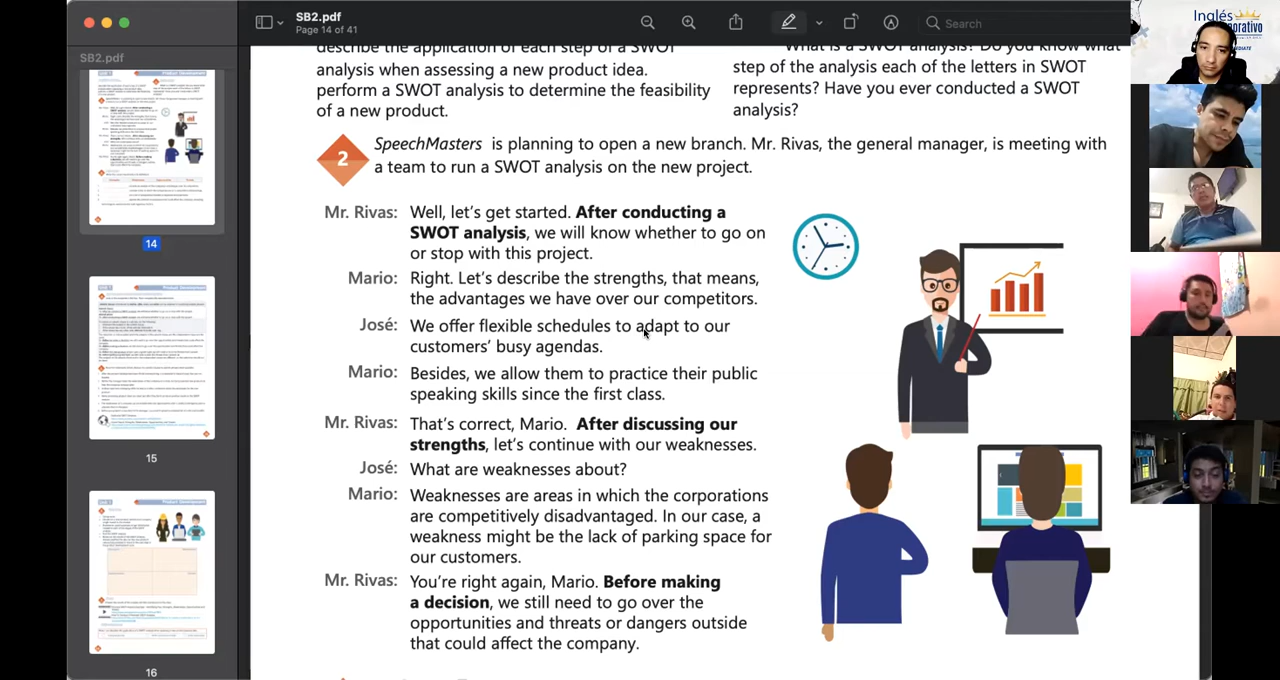 SB2.pdf
Page 14 of 41
Search
Inglés
SB2.pdf
14
15
16
describe the application of each step of a SWOT
analysis when assessing a new product idea.
perform a SWOT analysis to determine the feasibility
of a new project.
What is a SWOT analysis? Do you know what
step of the analysis each of the letters in SWOT
represents? Have you ever conducted a SWOT
analysis?
2
SpeechMaster is planning to open a new branch. Mr. Rivas, the general manager, is meeting with
his team to perform a SWOT analysis of the new project.
Mr. Rivas: Well, let's get started. After conducting a
SWOT analysis, we will know whether to go on
or stop with this project.
Mario: Right. Let's describe our strengths, that means,
the advantages we have over our competitors.
José: We offer flexible schedules to adapt to our
customers' busy agendas.
Mario: Besides, we allow them to practice their public
speaking skills since the first class.
Mr. Rivas: That's correct, Mario. After discussing our
strengths, let's continue with our weaknesses.
José: What are weaknesses about?
Mario: Weaknesses are areas in which the corporations
are competitively disadvantaged. In our case, a
weakness might be the lack of parking space for
our customers.
Mr. Rivas: You're right again, Mario. Before making
a decision, we still need to go over the
opportunities and threats or dangers outside
that could affect the company.